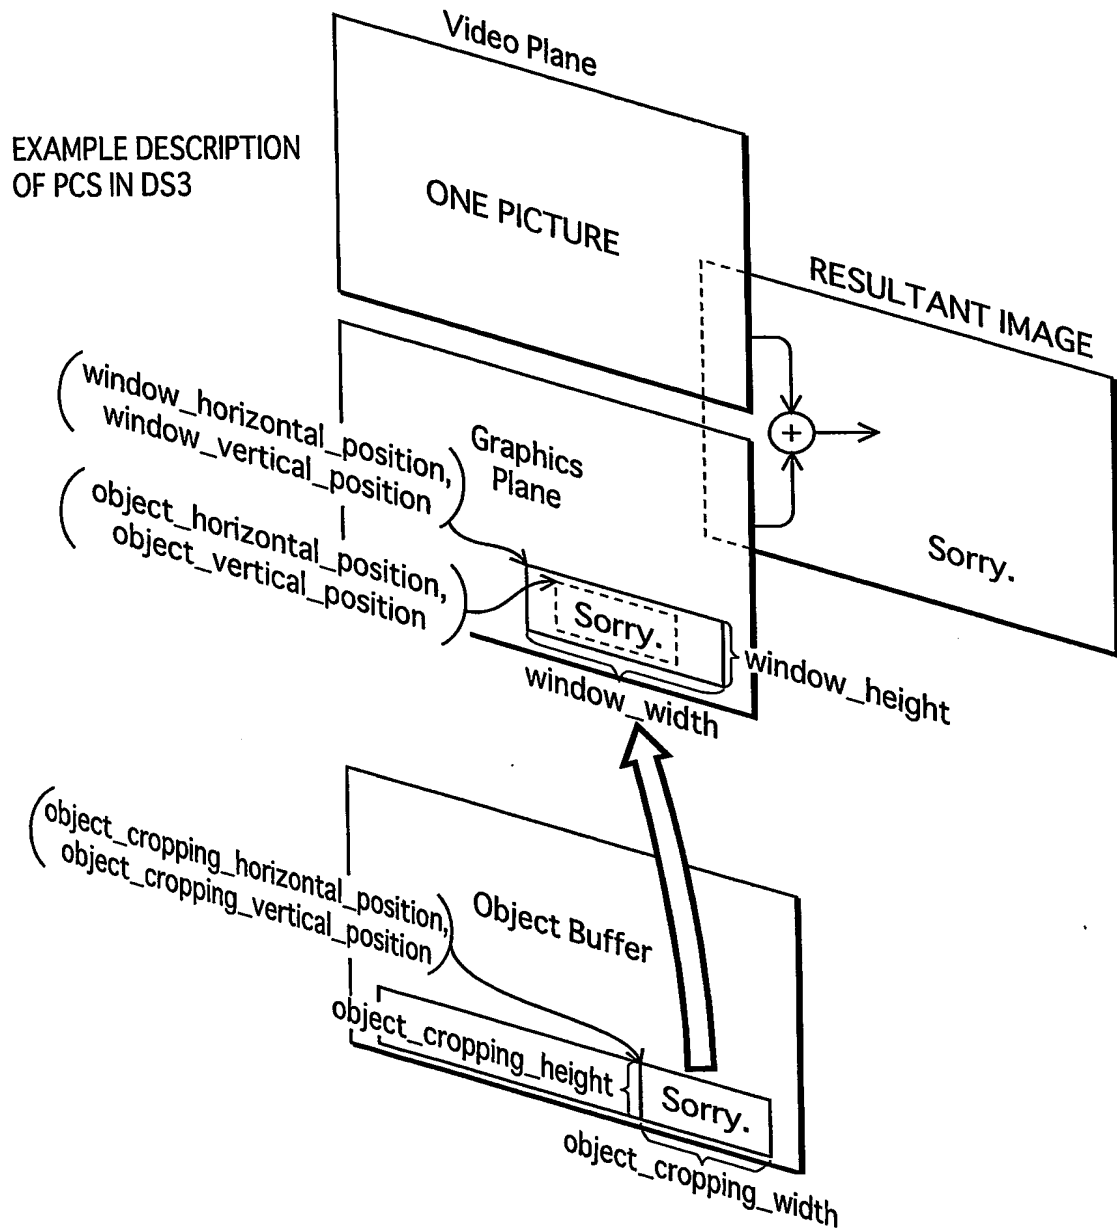 Video Plane
EXAMPLE DESCRIPTION
OF PCS IN DS3
ONE PICTURE
RESULTANT IMAGE
(window_horizontal_position,
window_vertical_position)
Graphics
Plane
+
(object_horizontal_position,
object_vertical_position)
Sorry.
Sorry.
window_height
window_width
(object_cropping_horizontal_position,
object_cropping_vertical_position)
Object Buffer
object_cropping_height
Sorry.
object_cropping_width